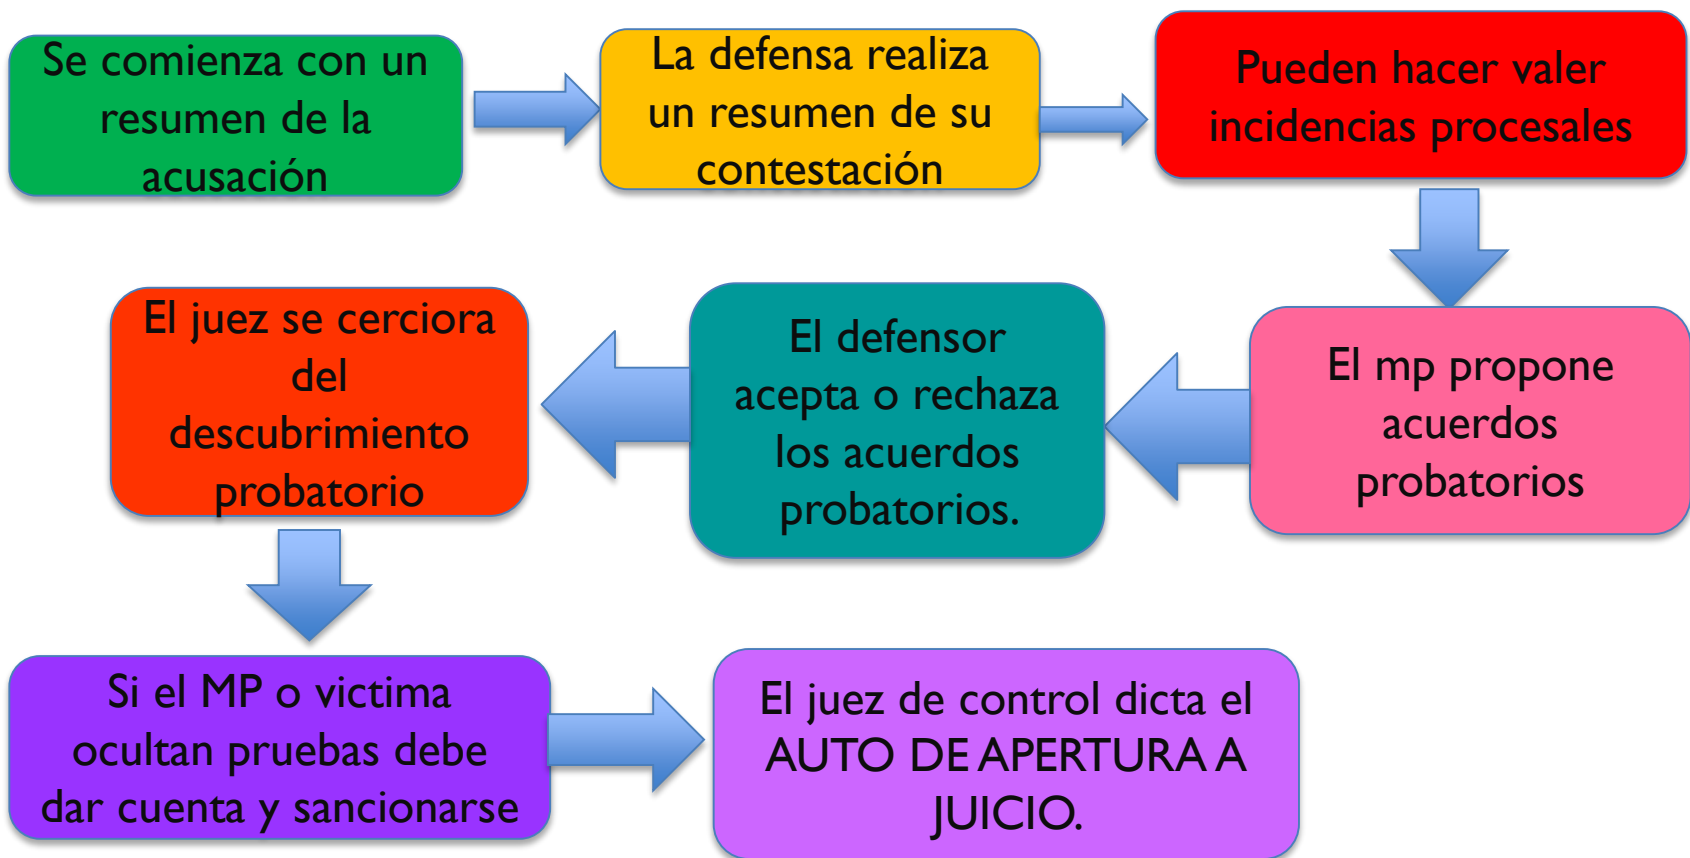 Se comienza con un
resumen de la
acusación
La defensa realiza
un resumen de su
contestación
Pueden hacer valer
incidencias procesales
El mp propone
acuerdos
probatorios
El defensor
acepta o rechaza
los acuerdos
probatorios.
El juez se cerciora
del
descubrimiento
probatorio
Si el MP o victima
ocultan pruebas debe
dar cuenta y sancionarse
El juez de control dicta el
AUTO DE APERTURA A
JUICIO.